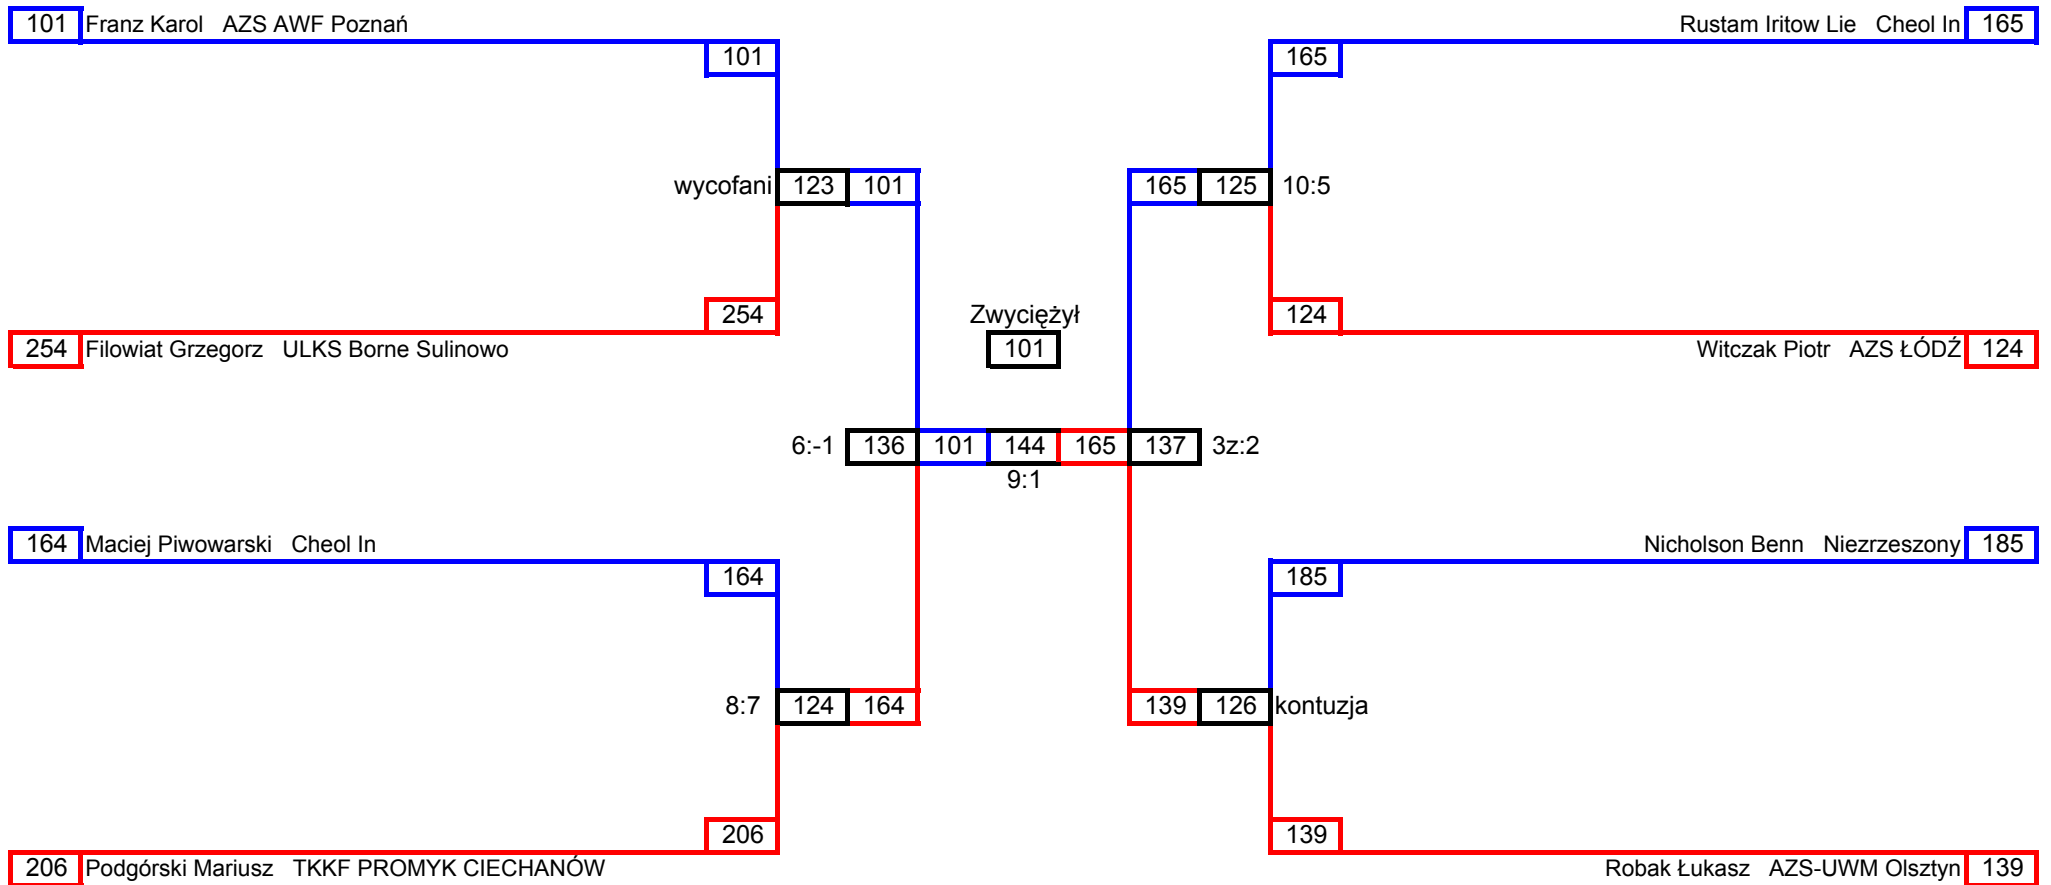 101 Franz Karol AZS AWF Poznań
Rustam Iritow Lie Cheol In 165
101
165
wycofani 123 101
165 125 10:5
254
124
Zwyciężył
101
254 Filowiat Grzegorz ULKS Borne Sulinowo
Witczak Piotr AZS ŁÓDŹ 124
6:-1 136 101 144 165 137 3z:2
9:1
164 Maciej Piwowarski Cheol In
Nicholson Benn Niezrzeszony 185
164
185
8:7 124 164
139 126 kontuzja
206
139
206 Podgórski Mariusz TKKF PROMYK CIECHANÓW
Robak Łukasz AZS-UWM Olsztyn 139